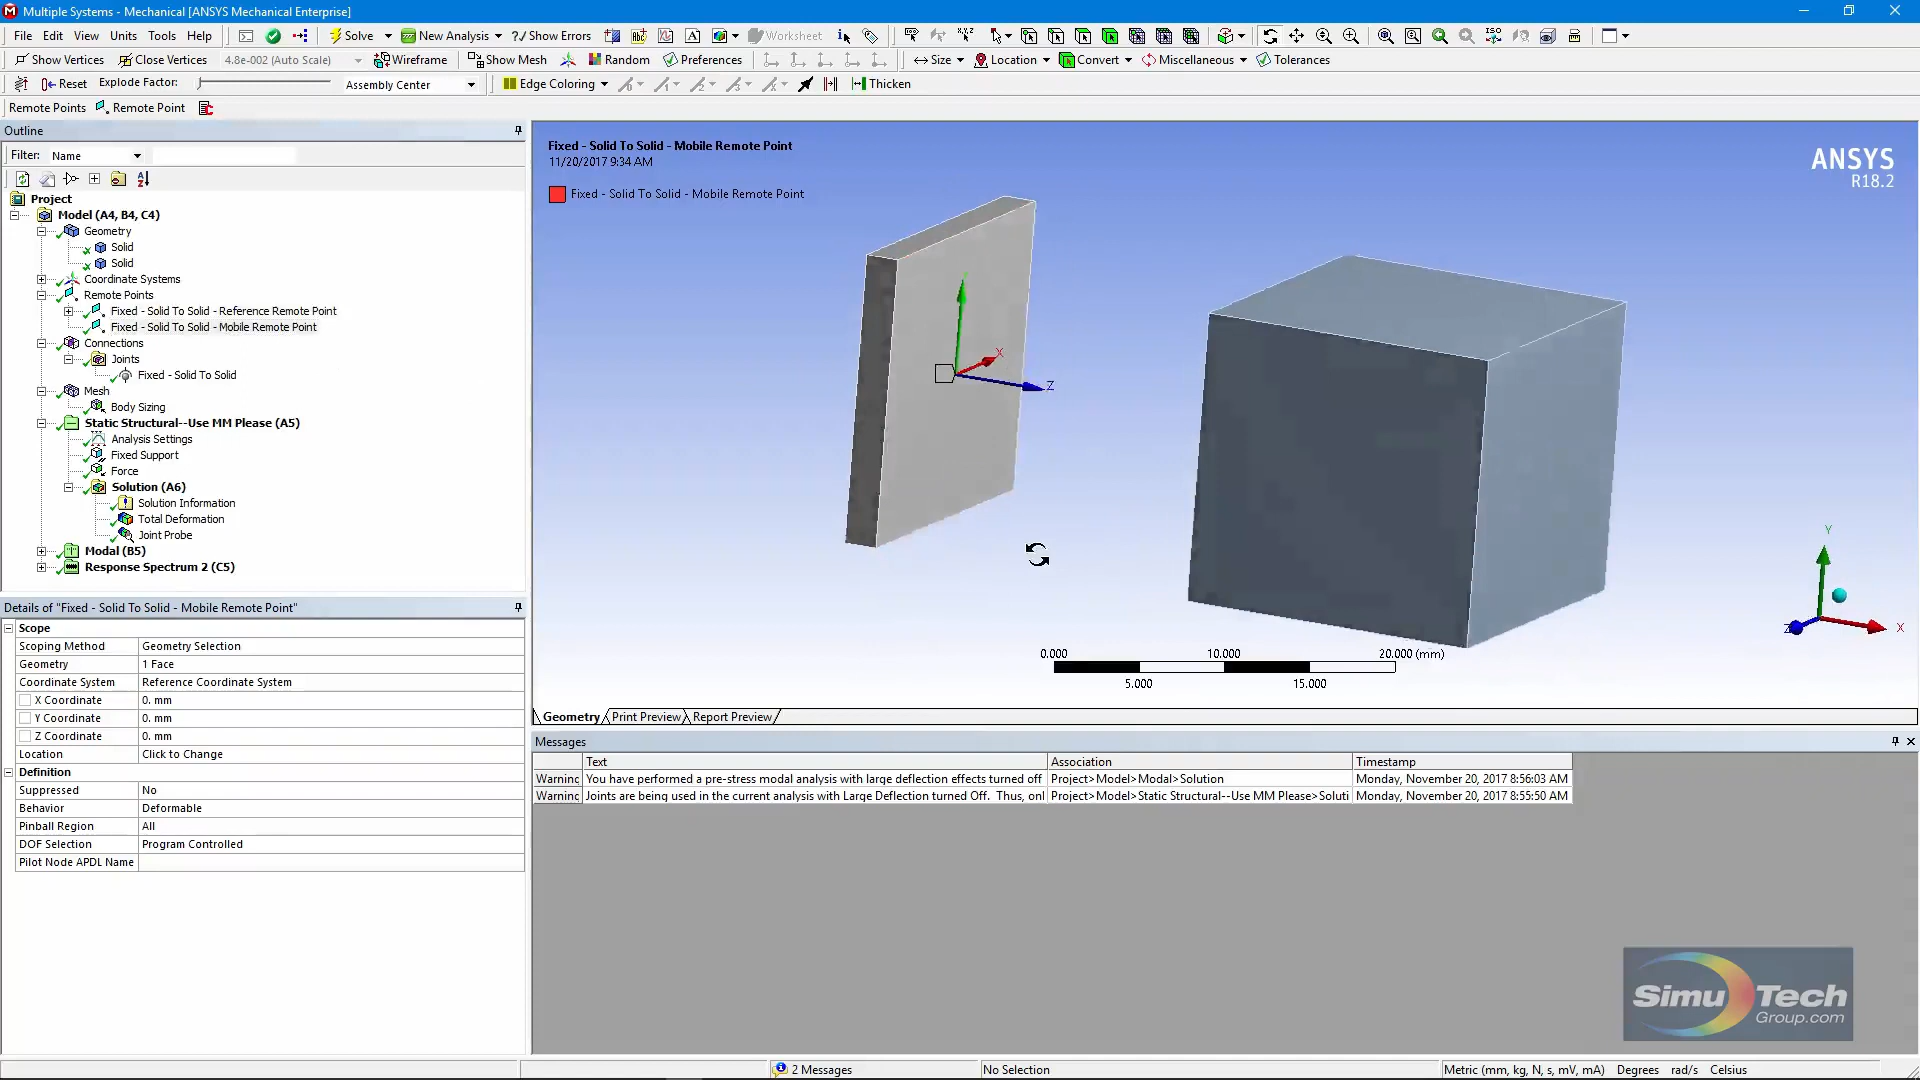 Multiple Systems - Mechanical [ANSYS Mechanical Enterprise]
File Edit View Units Tools Help Solve New Analysis Show Errors Worksheet
Show Vertices Close Vertices 4.8e-002 (Auto Scale) Wireframe Show Mesh Random Preferences Size Location Convert Miscellaneous Tolerances
Reset Explode Factor: Assembly Center Edge Coloring Thicken
Remote Points Remote Point
Outline
Filter: Name
Project
Model (A4, B4, C4)
Geometry
Solid
Solid
Coordinate Systems
Remote Points
Fixed - Solid To Solid - Reference Remote Point
Fixed - Solid To Solid - Mobile Remote Point
Connections
Joints
Fixed - Solid To Solid
Mesh
Body Sizing
Static Structural--Use MM Please (A5)
Analysis Settings
Fixed Support
Force
Solution (A6)
Solution Information
Total Deformation
Joint Probe
Modal (B5)
Response Spectrum 2 (C5)
Details of "Fixed - Solid To Solid - Mobile Remote Point"
Scope
Scoping Method Geometry Selection
Geometry 1 Face
Coordinate System Reference Coordinate System
X Coordinate 0. mm
Y Coordinate 0. mm
Z Coordinate 0. mm
Location Click to Change
Definition
Suppressed No
Behavior Deformable
Pinball Region All
DOF Selection Program Controlled
Pilot Node APDL Name
Fixed - Solid To Solid - Mobile Remote Point
11/20/2017 9:34 AM
Fixed - Solid To Solid - Mobile Remote Point
ANSYS
R18.2
X
Z
Y
X
Z
0.000 10.000 20.000 (mm)
5.000 15.000
Geometry Print Preview Report Preview
Messages
Text Association Timestamp
Warning You have performed a pre-stress modal analysis with large deflection effects turned off Project>Model>Modal>Solution Monday, November 20, 2017 8:56:03 AM
Warning Joints are being used in the current analysis with Large Deflection turned Off. Thus, onl Project>Model>Static Structural--Use MM Please>Soluti Monday, November 20, 2017 8:55:50 AM
SimuTech
Group.com
2 Messages No Selection Metric (mm, kg, N, s, mV, mA) Degrees rad/s Celsius